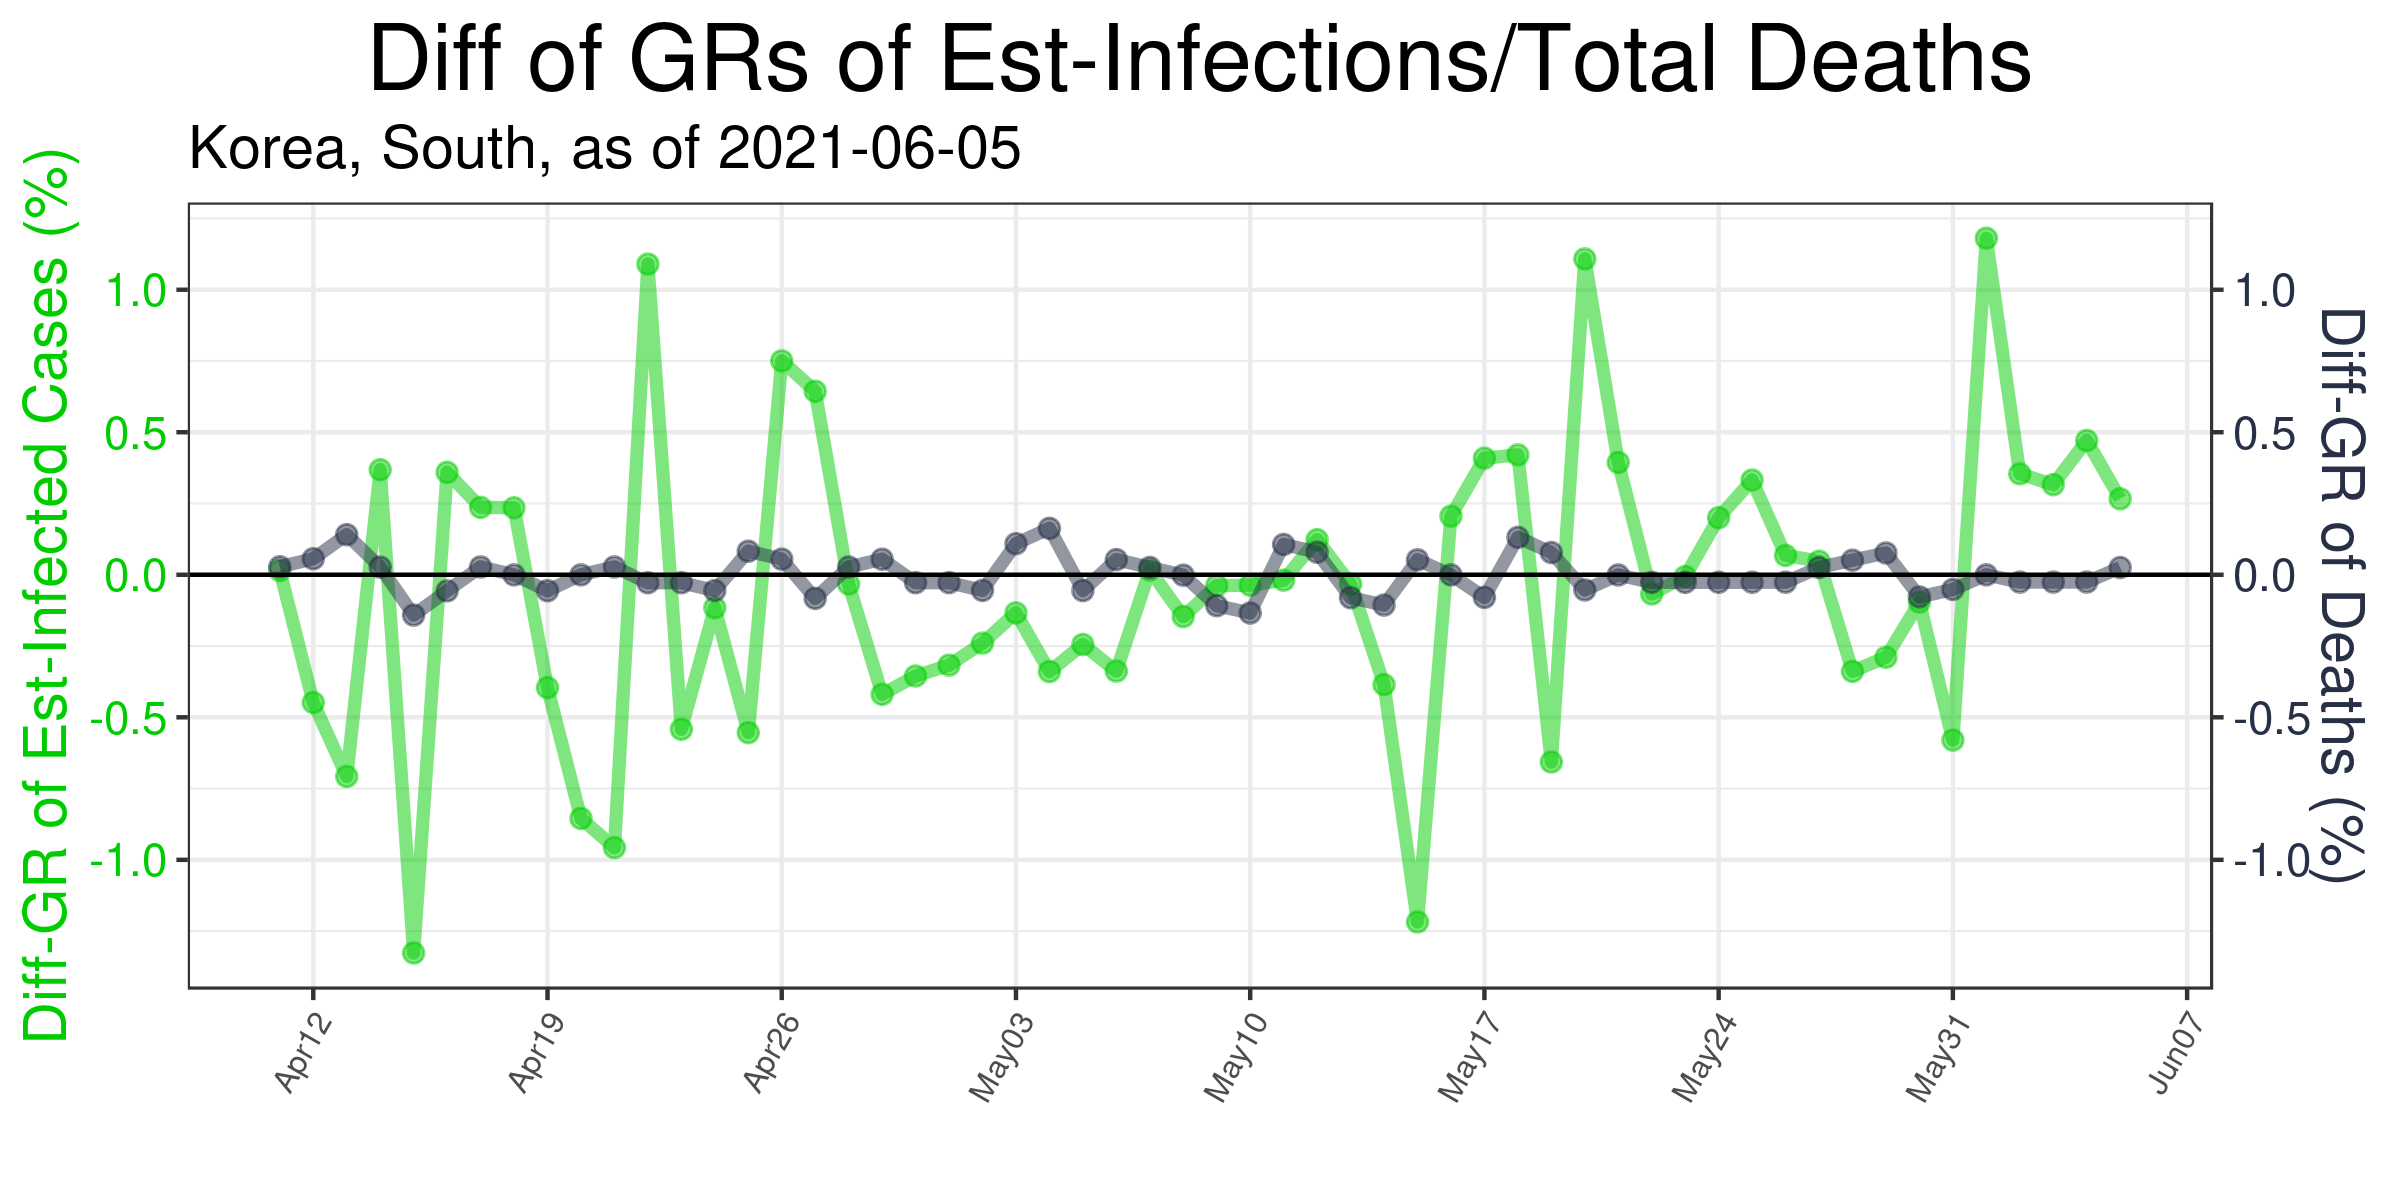 Diff of GRs of Est-Infections/Total Deaths
Korea, South, as of 2021-06-05
Diff-GR of Est-Infected Cases (%)
1.0
0.5
0.0
-0.5
-1.0
1.0
0.5
0.0
-0.5
-1.0
Diff-GR of Deaths (%)
Apr12
Apr19
Apr26
May03
May10
May17
May24
May31
Jun07